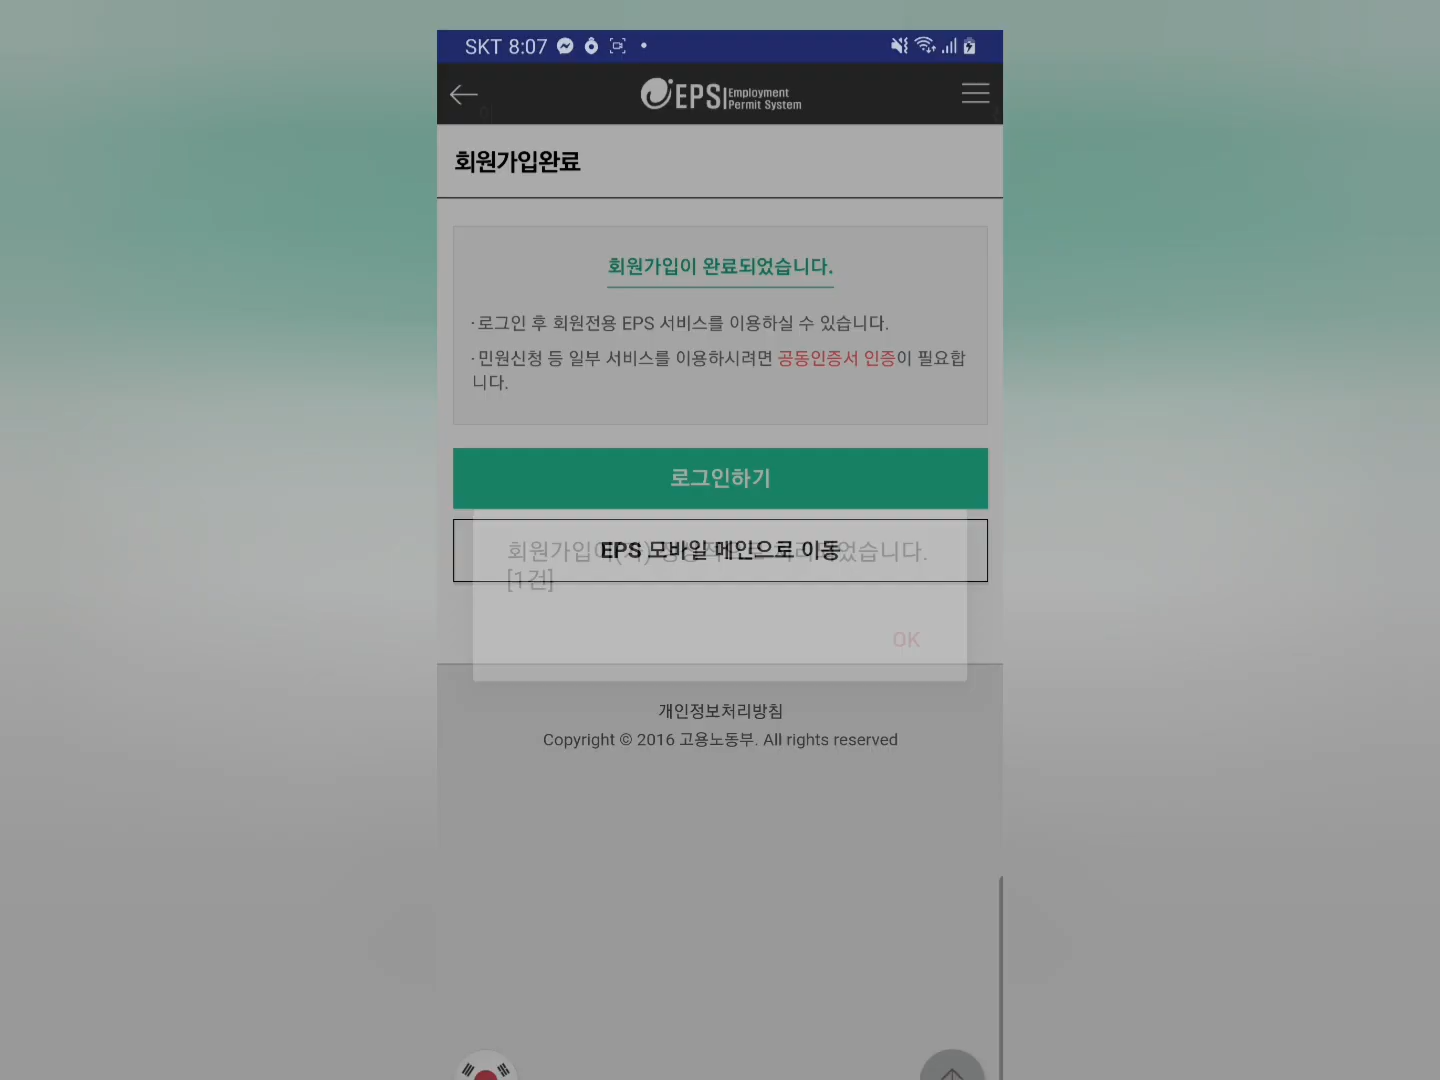 SKT 8:07
EPS Employment
Permit System
회원가입완료
회원가입이 완료되었습니다.
·로그인 후 회원전용 EPS 서비스를 이용하실 수 있습니다.
·민원신청 등 일부 서비스를 이용하시려면 공동인증서 인증이 필요합
니다.
로그인하기
EPS 모바일 메인으로 이동
[1건]
OK
개인정보처리방침
Copyright © 2016 고용노동부. All rights reserved